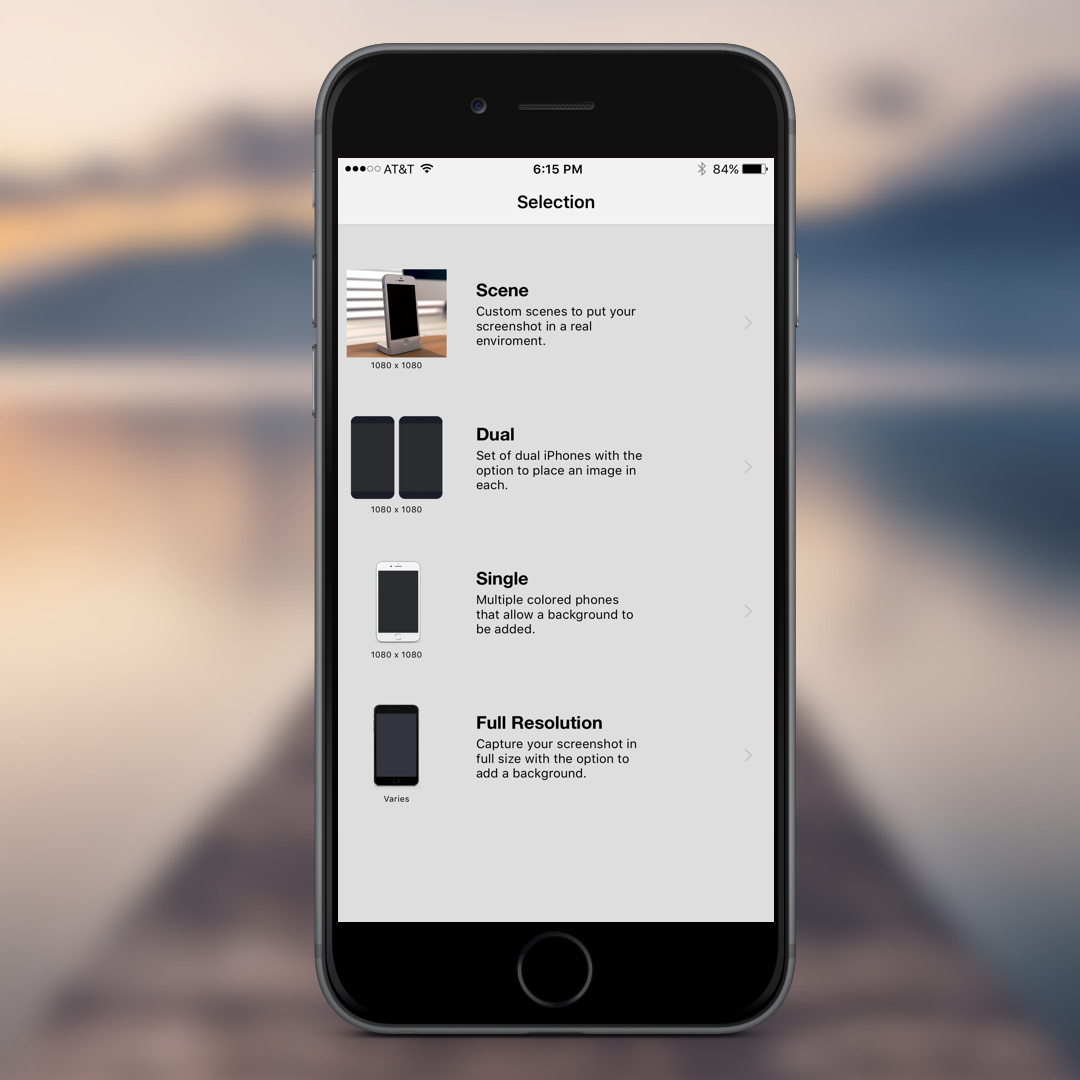 AT&T 6:15 PM 84%
Selection
Scene
Custom scenes to put your
screenshot in a real
enviroment.
1080 x 1080
Dual
Set of dual iPhones with the
option to place an image in
each.
1080 x 1080
Single
Multiple colored phones
that allow a background to
be added.
1080 x 1080
Full Resolution
Capture your screenshot in
full size with the option to
add a background.
Varies